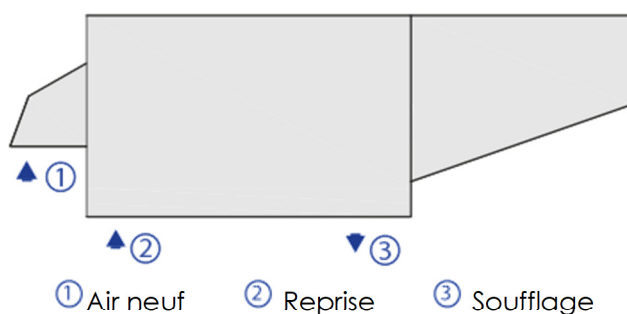 ①
②
③
① Air neuf ② Reprise ③ Soufflage